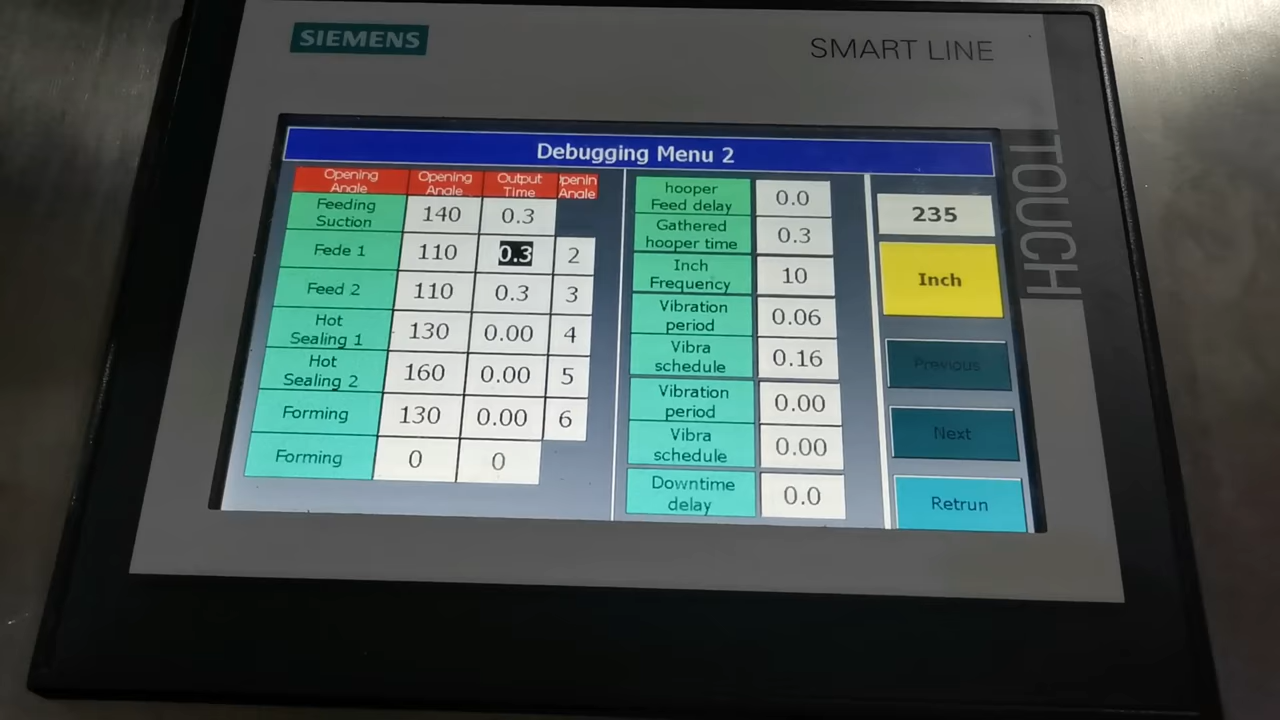 SIEMENS
SMART LINE
TOUCH
Debugging Menu 2
Opening
Angle
Opening
Angle
Output
Time
penin
Angle
Feeding
Suction
140
0.3
Fede 1
110
0.3
2
Feed 2
110
0.3
3
Hot
Sealing 1
130
0.00
4
Hot
Sealing 2
160
0.00
5
Forming
130
0.00
6
Forming
0
0
hooper
Feed delay
0.0
Gathered
hooper time
0.3
Inch
Frequency
10
Vibration
period
0.06
Vibra
schedule
0.16
Vibration
period
0.00
Vibra
schedule
0.00
Downtime
delay
0.0
235
Inch
Previous
Next
Retrun